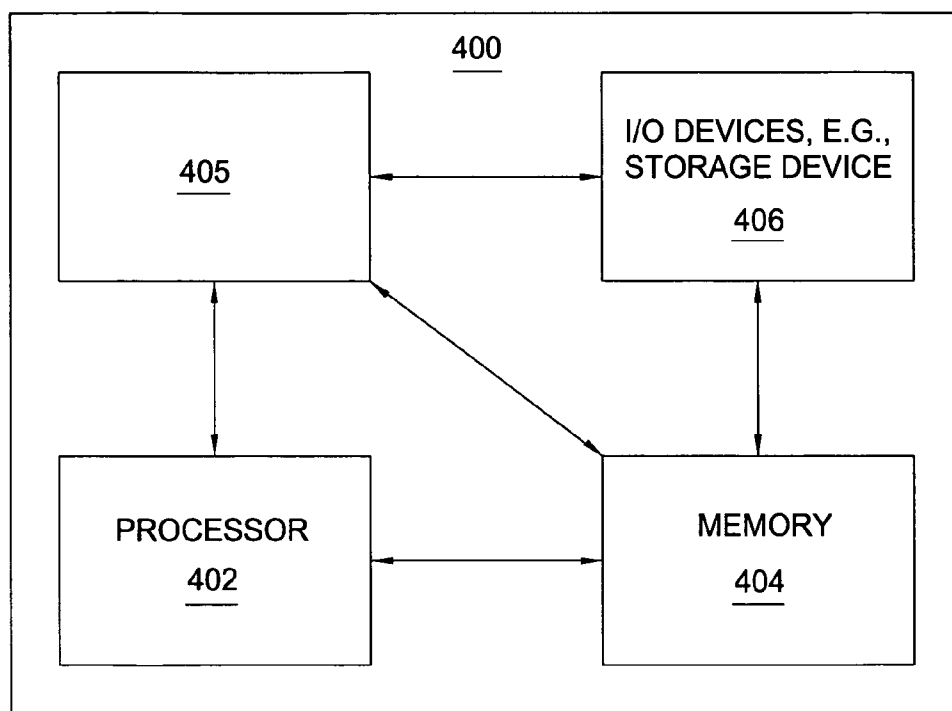 400
405
I/O DEVICES, E.G.,
STORAGE DEVICE
406
PROCESSOR
402
MEMORY
404